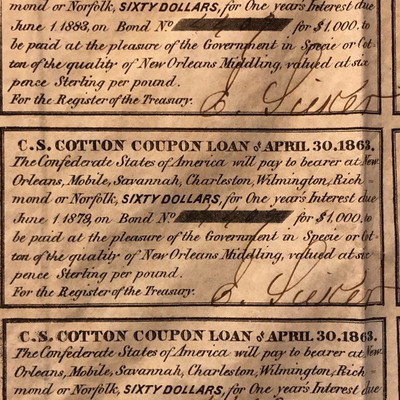 mond or Norfolk, SIXTY DOLLARS, for One years Interest due
June 1 1883, on Bond No for $1,000. to
be paid at the pleasure of the Government in Specie or Cot-
ton of the quality of New Orleans Middling, valued at six
pence Sterling per pound.
For the Register of the Treasury.
C.S. COTTON COUPON LOAN of APRIL 30. 1863.
The Confederate States of America will pay to bearer at New
Orleans, Mobile, Savannah, Charleston, Wilmington, Rich-
mond or Norfolk, SIXTY DOLLARS, for One years Interest due
June 1 1879, on Bond No for $1,000. to
be paid at the pleasure of the Government in Specie or Cot-
ton of the quality of New Orleans Middling, valued at six
pence Sterling per pound.
For the Register of the Treasury.
C.S. COTTON COUPON LOAN of APRIL 30. 1863.
The Confederate States of America will pay to bearer at New
Orleans, Mobile, Savannah, Charleston, Wilmington, Rich-
mond or Norfolk, SIXTY DOLLARS, for One years Interest due